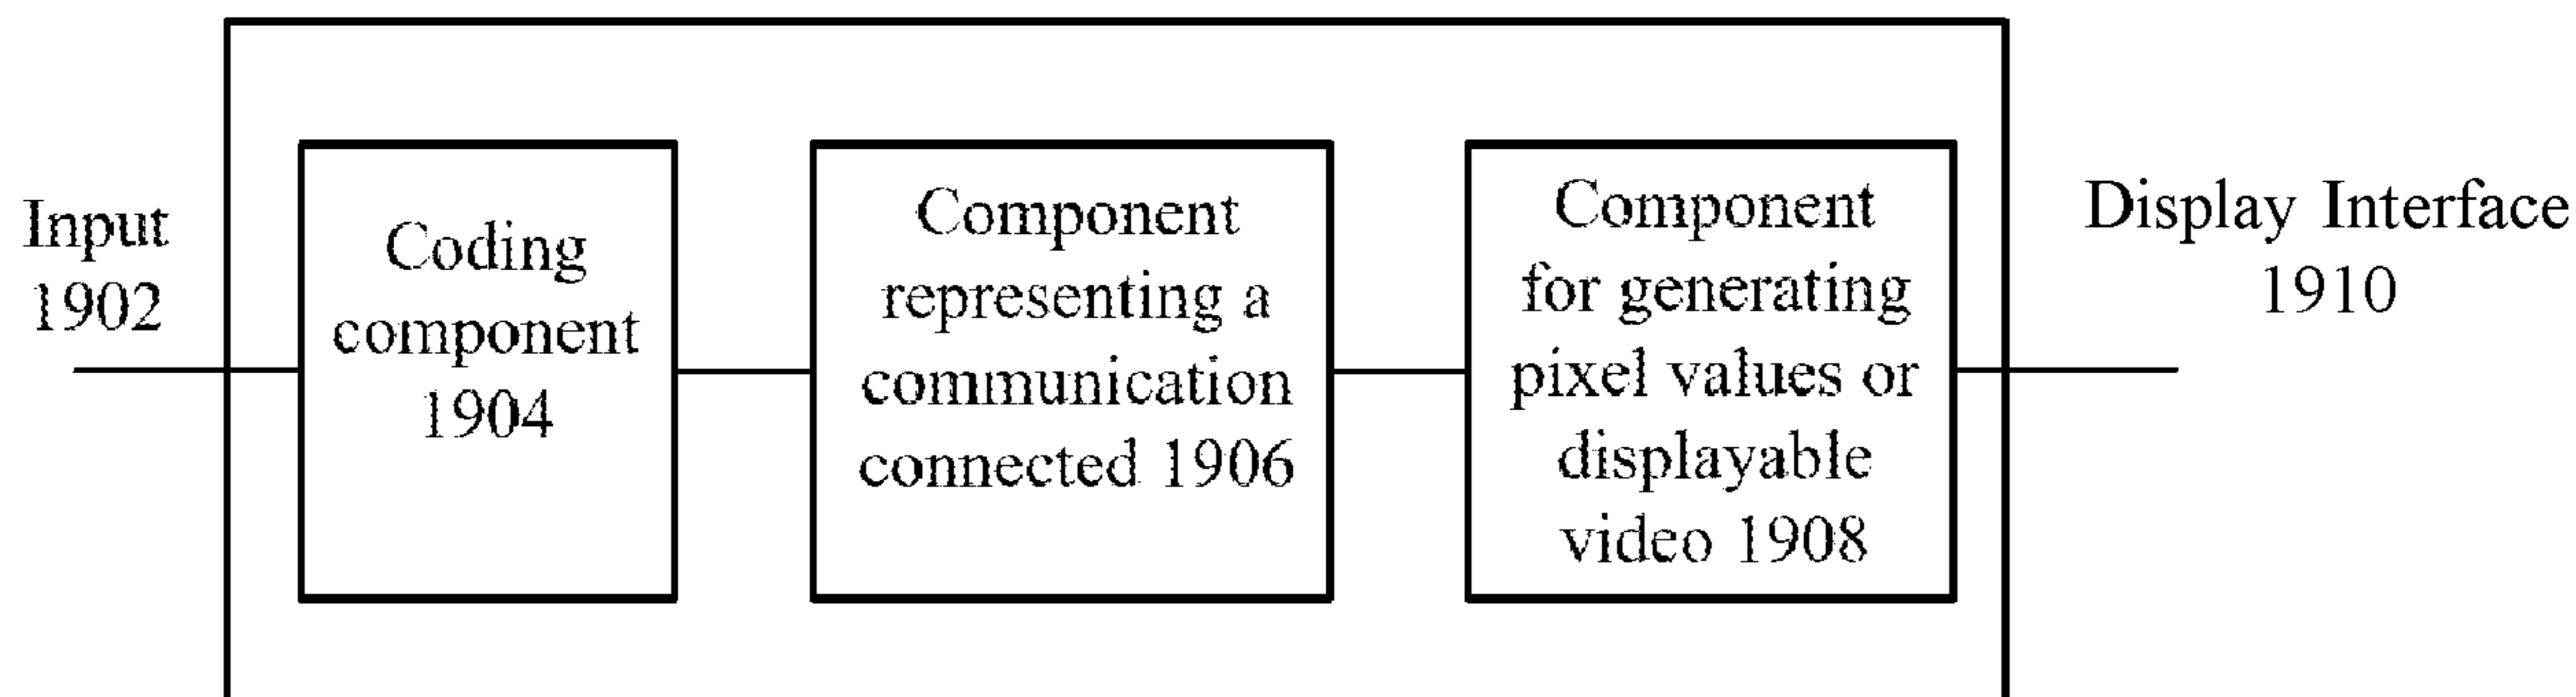 Input
1902
Coding
component
1904
Component
representing a
communication
connected 1906
Component
for generating
pixel values or
displayable
video 1908
Display Interface
1910